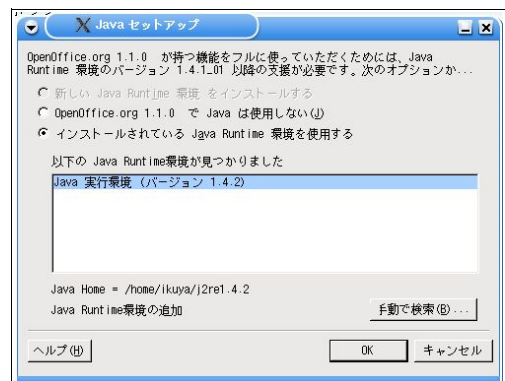 Java セットアップ
OpenOffice.org 1.1.0 が持つ機能をフルに使っていただくためには、Java
Runtime 環境のバージョン 1.4.1_01 以降の支援が必要です。次のオプションか...
新しい Java Runtime 環境 をインストールする
OpenOffice.org 1.1.0 で Java は使用しない(J)
インストールされている Java Runtime 環境を使用する
以下の Java Runtime環境が見つかりました
Java 実行環境 (バージョン 1.4.2)
Java Home = /home/ikuya/j2re1.4.2
Java Runtime環境の追加
手動で検索(B)...
ヘルプ(H)
OK
キャンセル